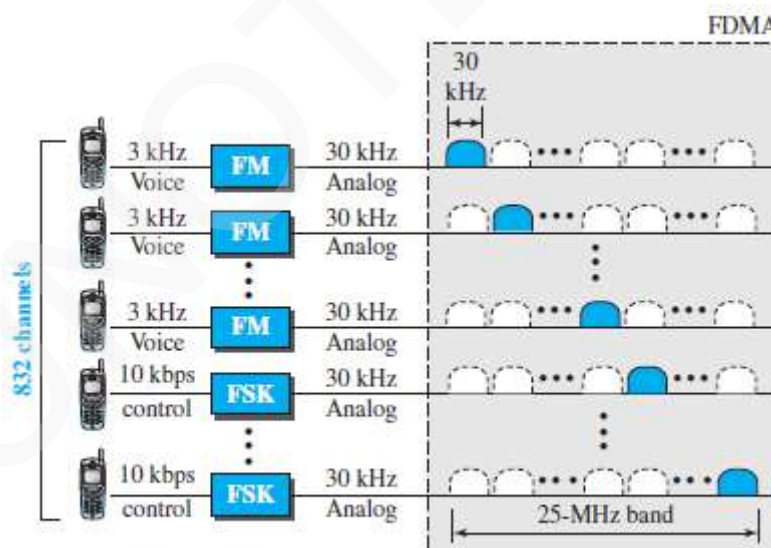 FDMA
30
kHz
3 kHz
Voice
FM
30 kHz
Analog
3 kHz
Voice
FM
30 kHz
Analog
3 kHz
Voice
FM
30 kHz
Analog
10 kbps
control
FSK
30 kHz
Analog
10 kbps
control
FSK
30 kHz
Analog
832 channels
25-MHz band